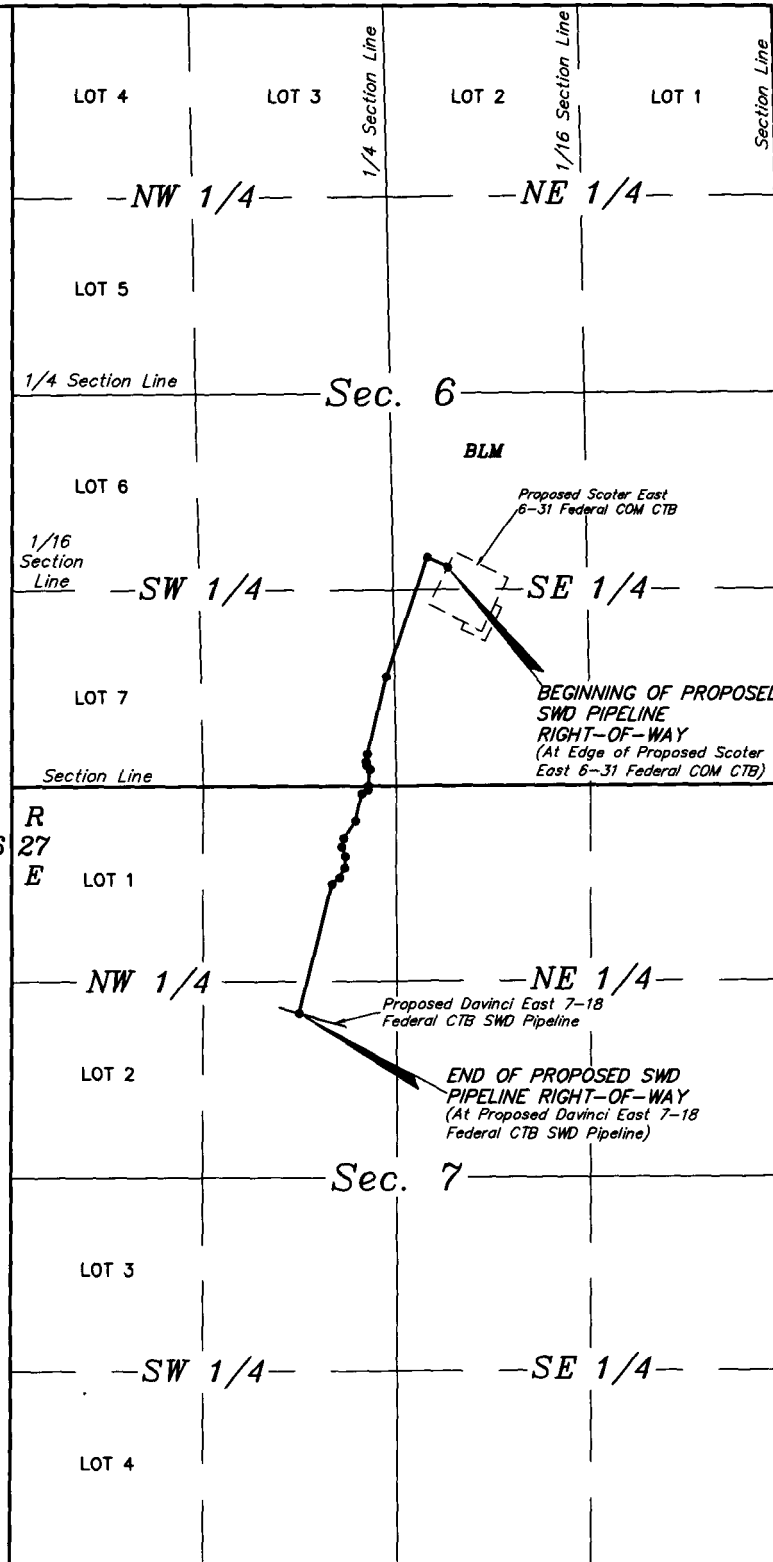 LOT 4
LOT 3
1/4 Section Line
LOT 2
1/16 Section Line
LOT 1
Section Line
NW 1/4
NE 1/4
LOT 5
1/4 Section Line
Sec. 6
BLM
LOT 6
Proposed Scoter East
6-31 Federal COM CTB
1/16
Section
Line
SW 1/4
SE 1/4
LOT 7
BEGINNING OF PROPOSED
SWD PIPELINE
RIGHT-OF-WAY
(At Edge of Proposed Scoter
East 6-31 Federal COM CTB)
Section Line
R
6 27
E
LOT 1
NW 1/4
NE 1/4
Proposed Davinci East 7-18
Federal CTB SWD Pipeline
LOT 2
END OF PROPOSED SWD
PIPELINE RIGHT-OF-WAY
(At Proposed Davinci East 7-18
Federal CTB SWD Pipeline)
Sec. 7
LOT 3
SW 1/4
SE 1/4
LOT 4